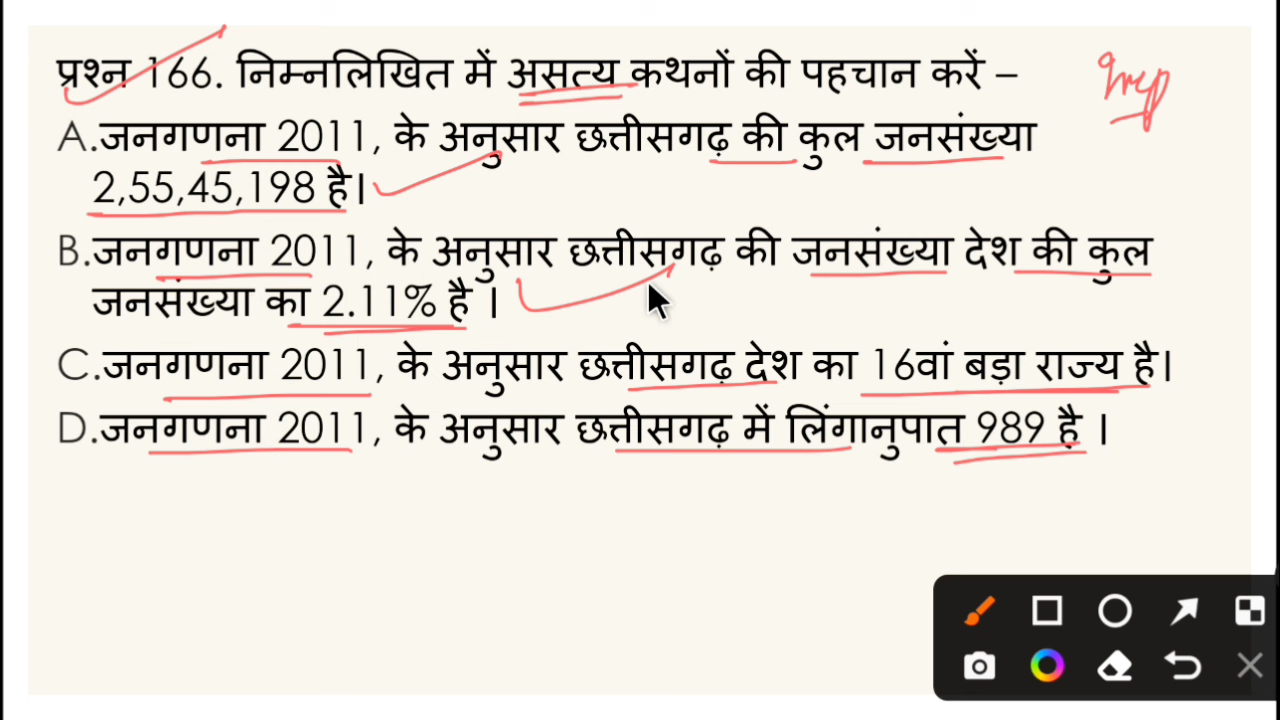 प्रश्न 166. निम्नलिखित में असत्य कथनों की पहचान करें –
Imp
A.जनगणना 2011, के अनुसार छत्तीसगढ़ की कुल जनसंख्या
2,55,45,198 है।
B.जनगणना 2011, के अनुसार छत्तीसगढ़ की जनसंख्या देश की कुल
जनसंख्या का 2.11% है ।
C.जनगणना 2011, के अनुसार छत्तीसगढ़ देश का 16वां बड़ा राज्य है।
D.जनगणना 2011, के अनुसार छत्तीसगढ़ में लिंगानुपात 989 है ।